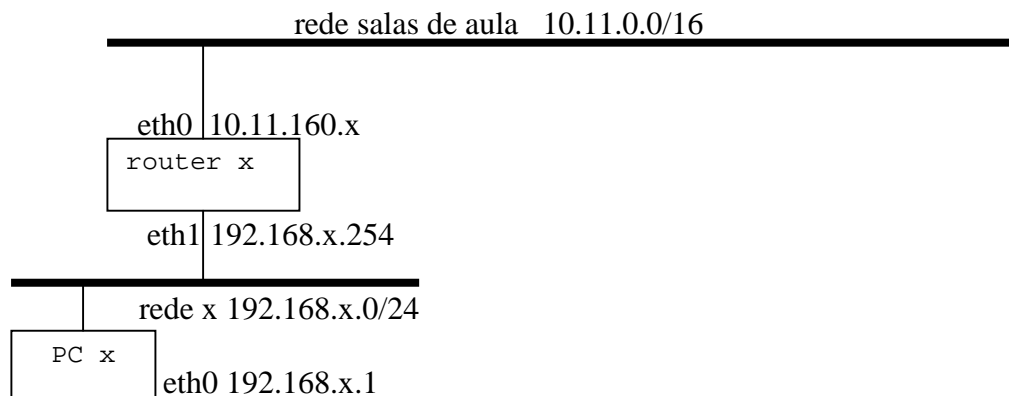 rede salas de aula 10.11.0.0/16
eth0 10.11.160.x
router x
eth1 192.168.x.254
rede x 192.168.x.0/24
PC x
eth0 192.168.x.1